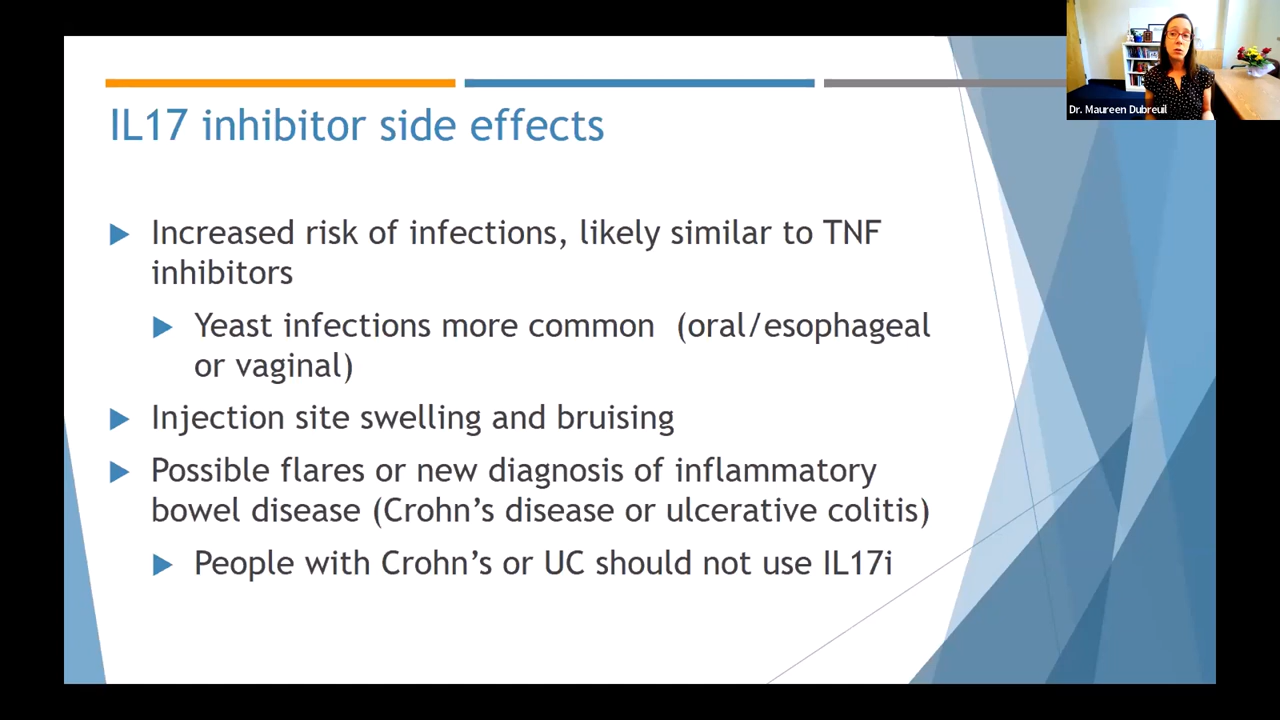 Dr. Maureen Dubreuil
IL17 inhibitor side effects
Increased risk of infections, likely similar to TNF
inhibitors
Yeast infections more common (oral/esophageal
or vaginal)
Injection site swelling and bruising
Possible flares or new diagnosis of inflammatory
bowel disease (Crohn’s disease or ulcerative colitis)
People with Crohn’s or UC should not use IL17i